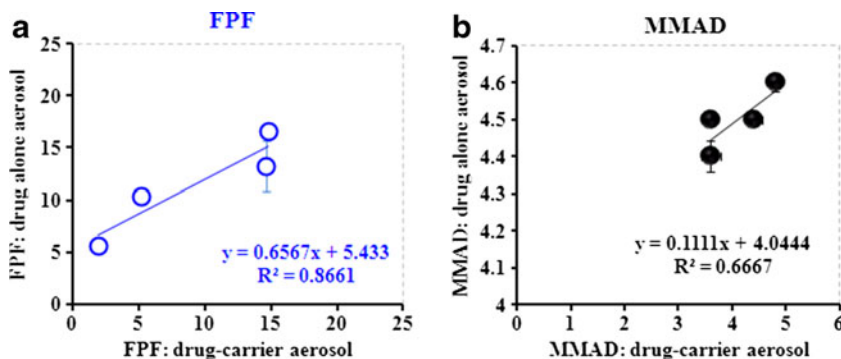 a
FPF
FPF: drug alone aerosol
25
20
15
10
5
0
y = 0.6567x + 5.433
R² = 0.8661
0 5 10 15 20 25
FPF: drug-carrier aerosol
b
MMAD
MMAD: drug alone aerosol
4.7
4.6
4.5
4.4
4.3
4.2
4.1
4
y = 0.1111x + 4.0444
R² = 0.6667
0 1 2 3 4 5 6
MMAD: drug-carrier aerosol